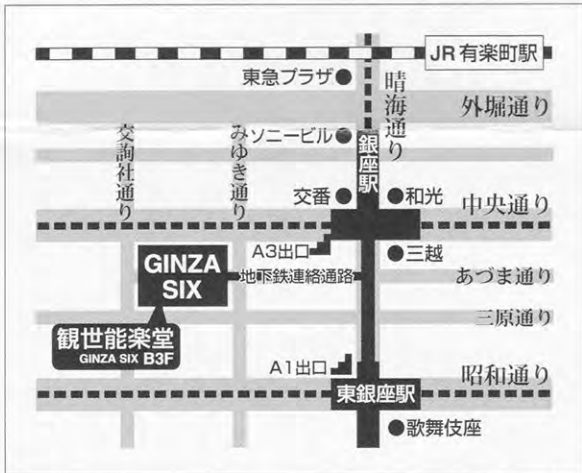 JR 有楽町駅
東急プラザ
晴海通り
外堀通り
交詢社通り
みゆき通り
ソニービル
銀座駅
交番
和光
中央通り
A3出口
三越
GINZA
SIX
地下鉄連絡通路
あづま通り
三原通り
観世能楽堂
GINZA SIX B3F
A1出口
昭和通り
東銀座駅
歌舞伎座